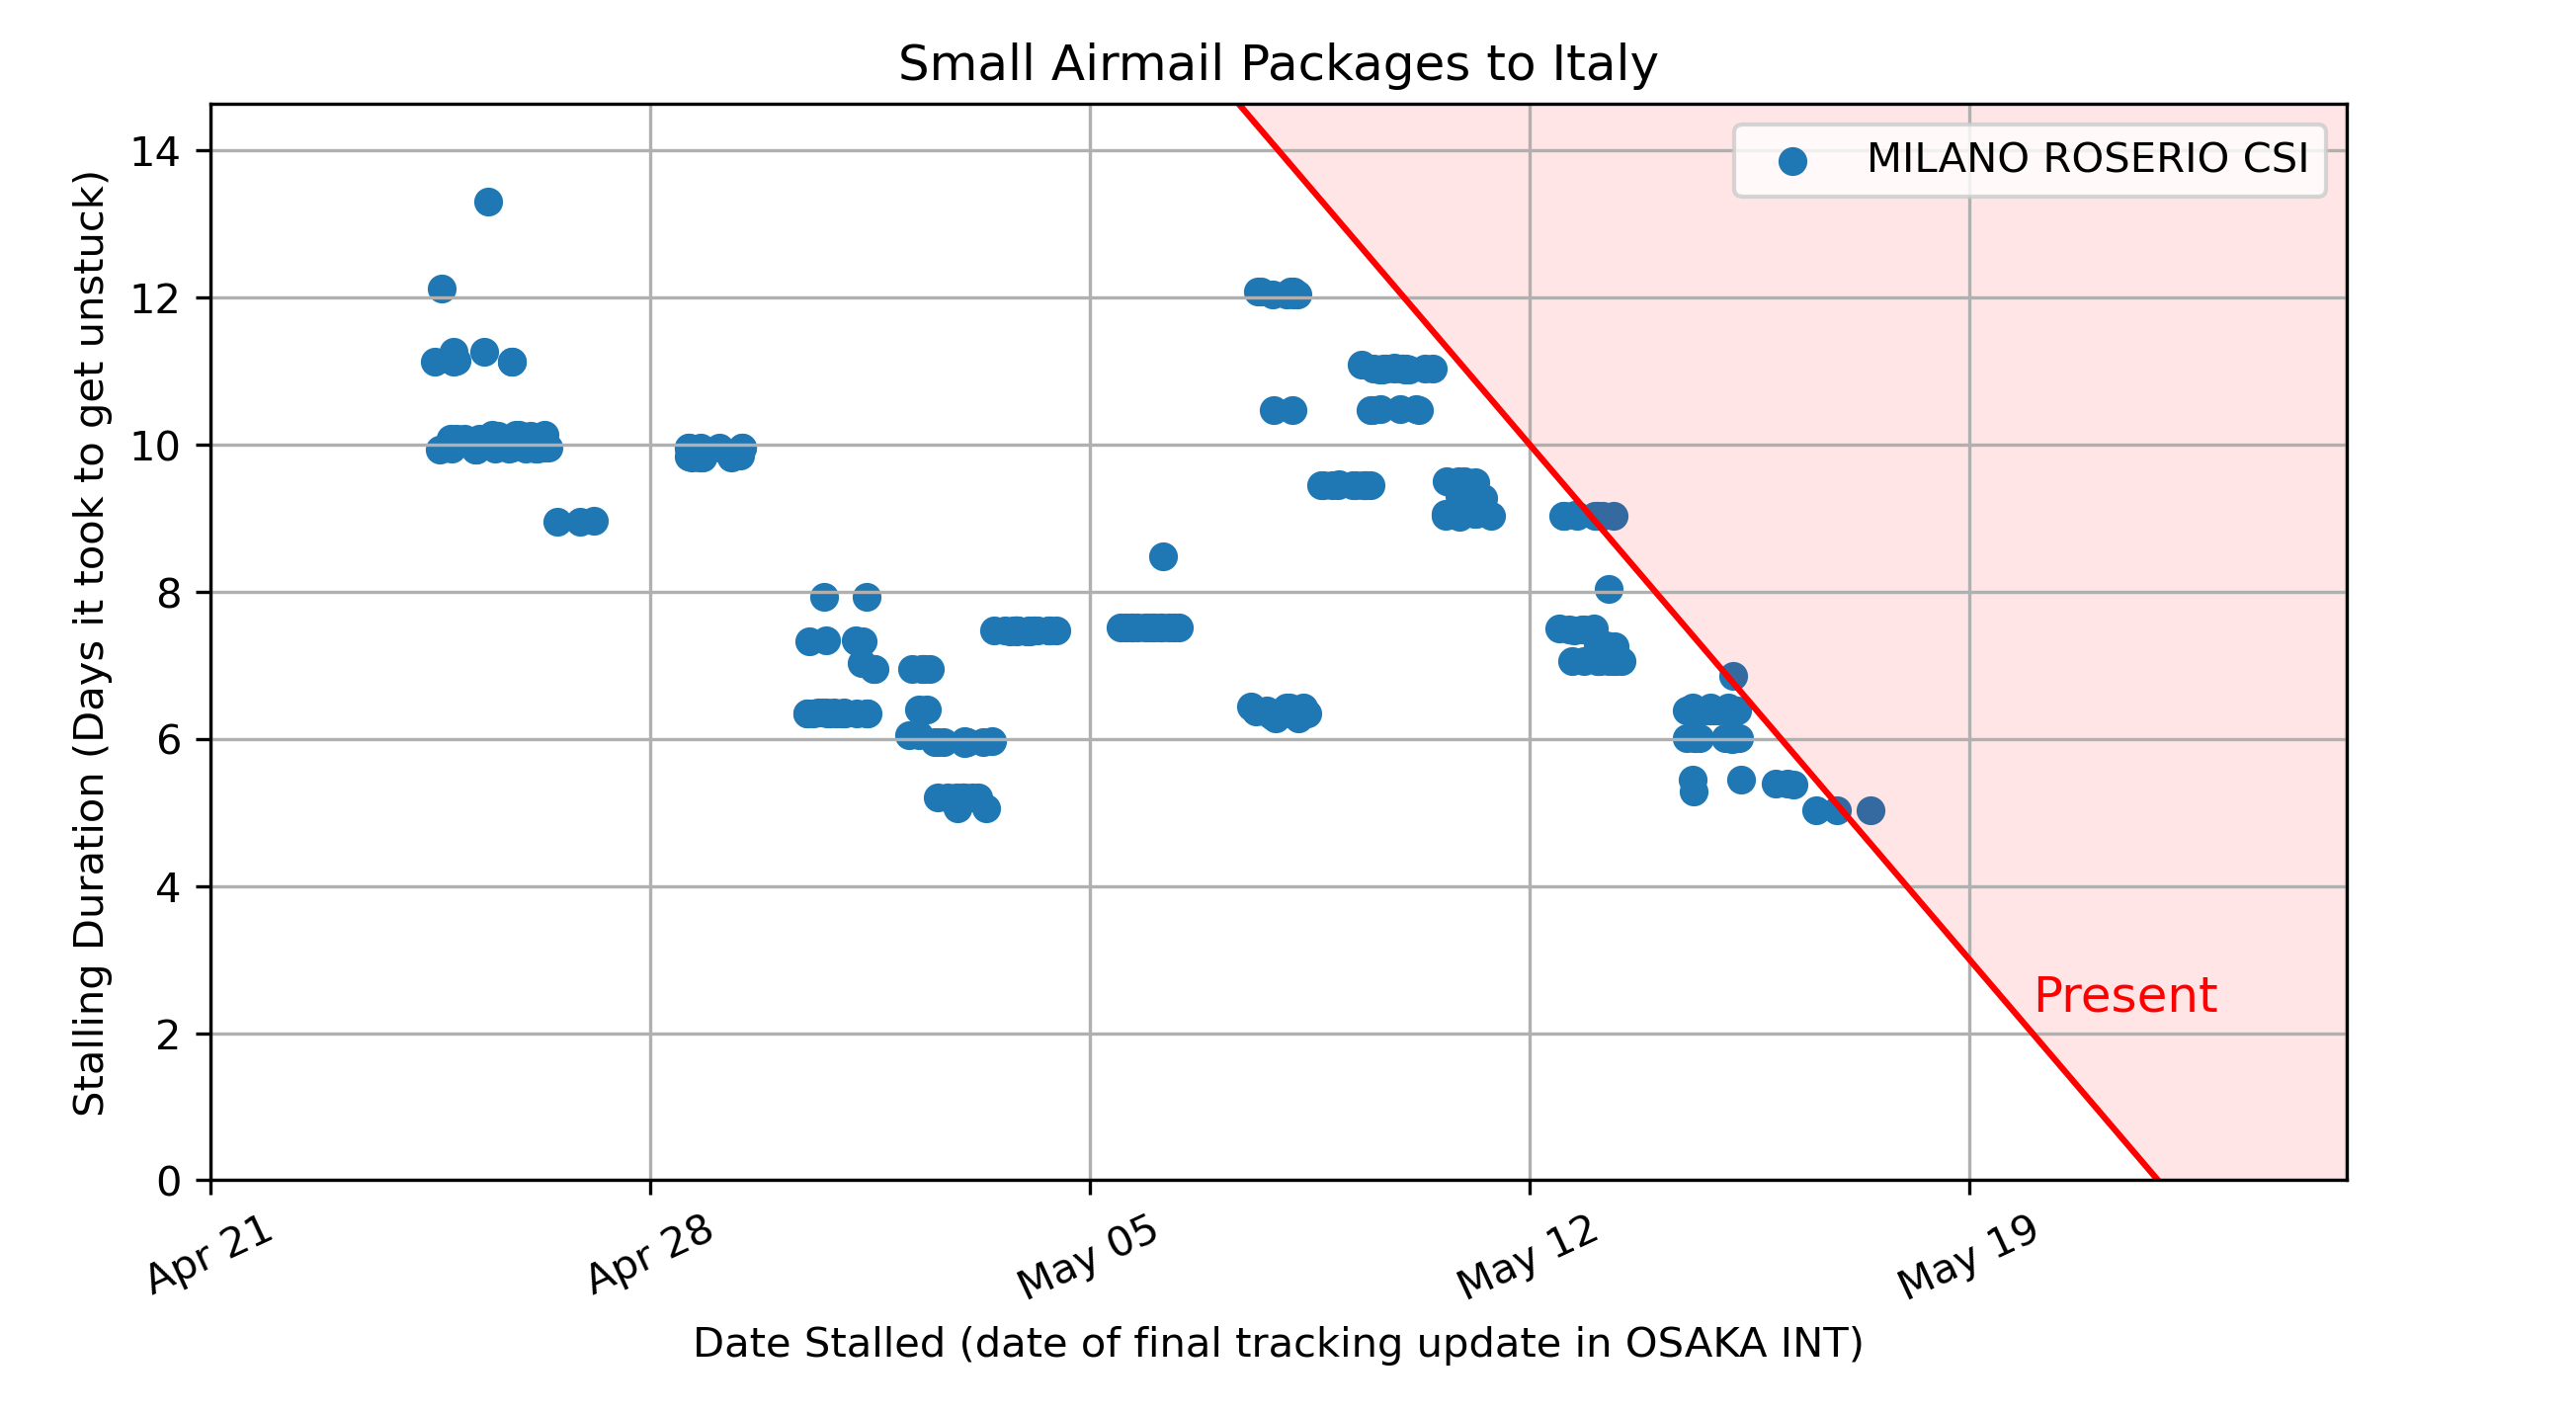 Small Airmail Packages to Italy
MILANO ROSERIO CSI
Stalling Duration (Days it took to get unstuck)
14
12
10
8
6
4
2
0
Present
Apr 21
Apr 28
May 05
May 12
May 19
Date Stalled (date of final tracking update in OSAKA INT)